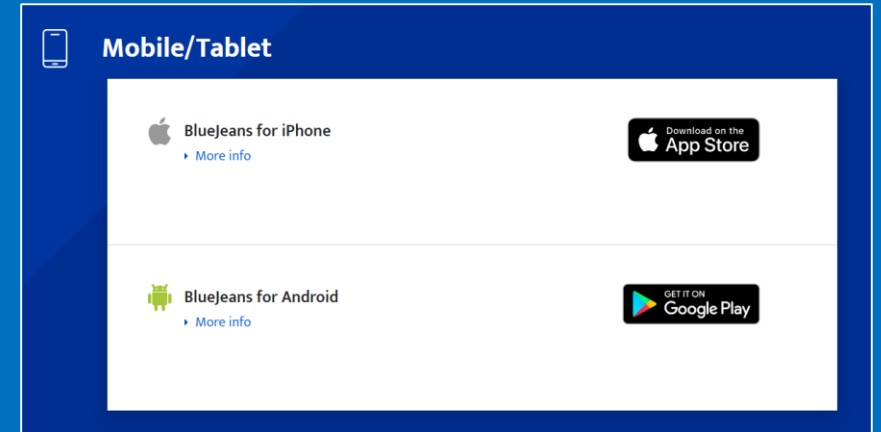 Mobile/Tablet
BlueJeans for iPhone
More info
Download on the
App Store
BlueJeans for Android
More info
GET IT ON
Google Play